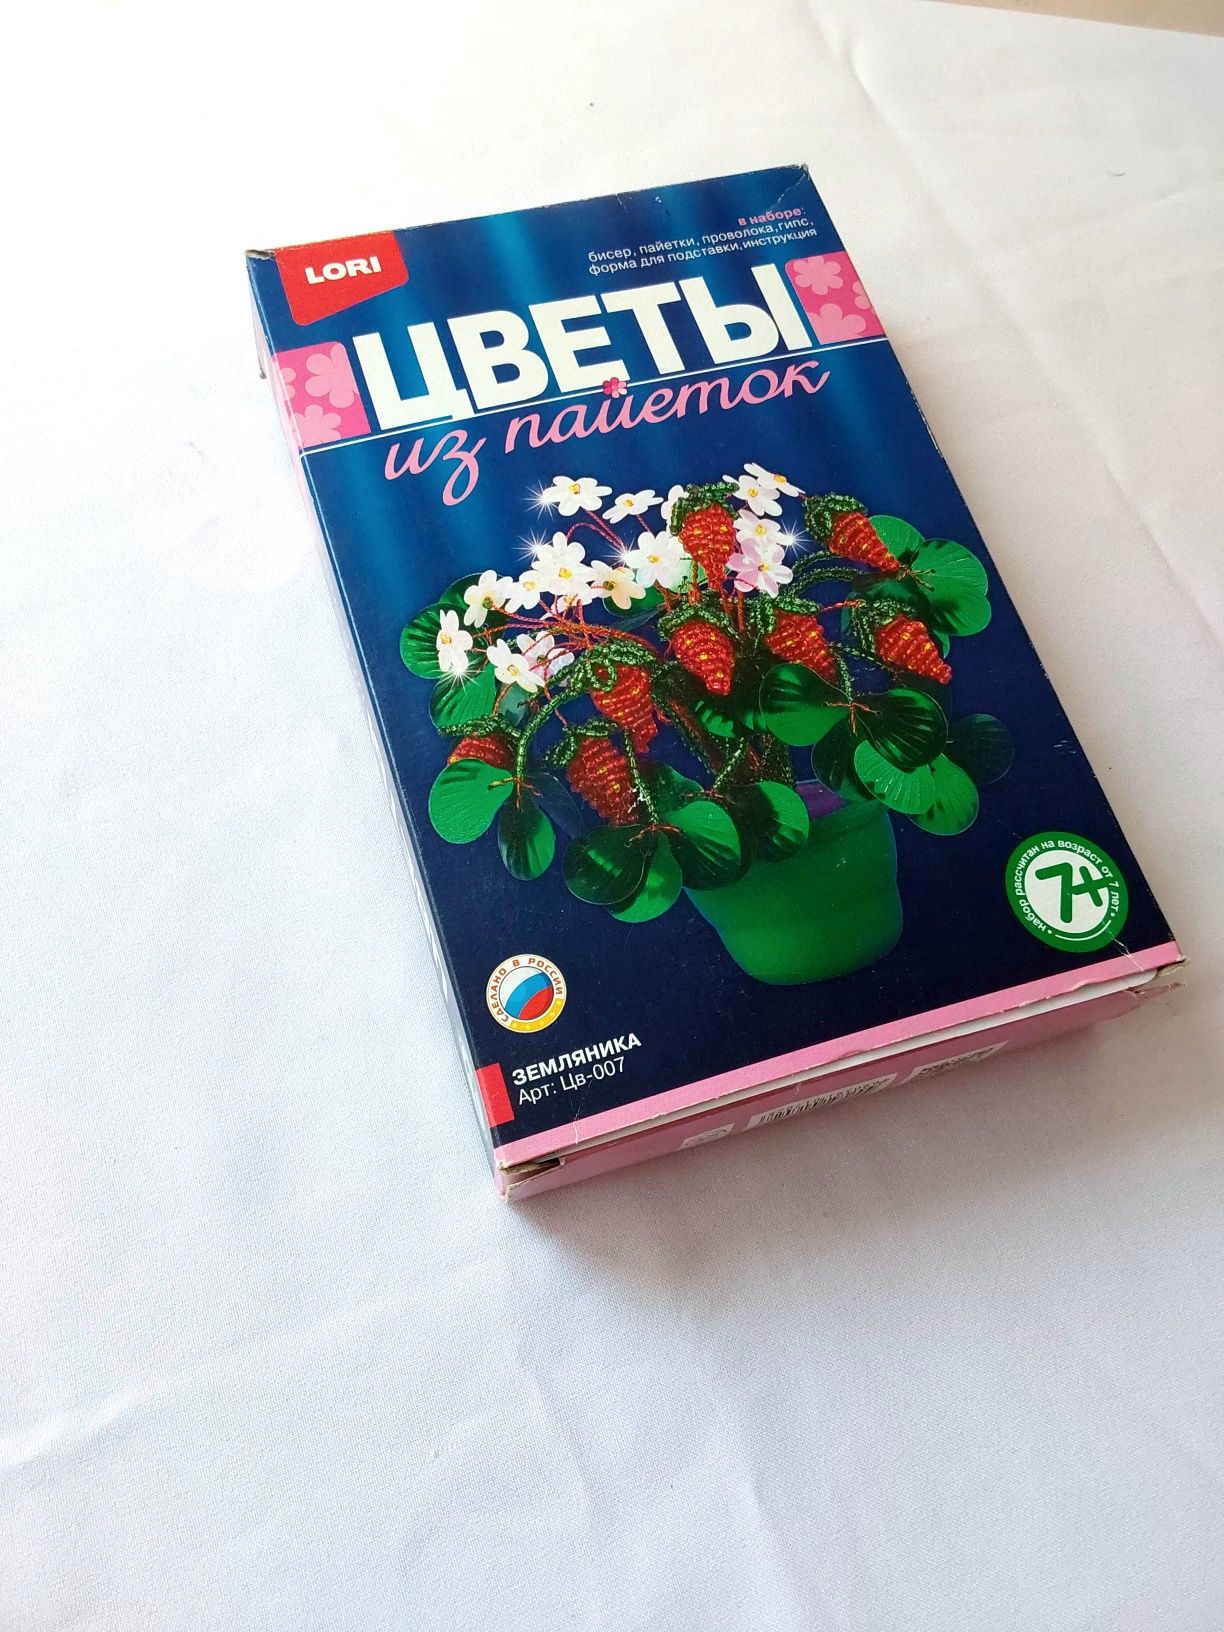 LORI
в наборе:
бисер, пайетки, проволока, гипс,
форма для подставки, инструкция
ЦВЕТЫ
из пайеток
набор рассчитан на возраст от 7 лет
7+
СДЕЛАНО В РОССИИ
ЗЕМЛЯНИКА
Арт: Цв-007